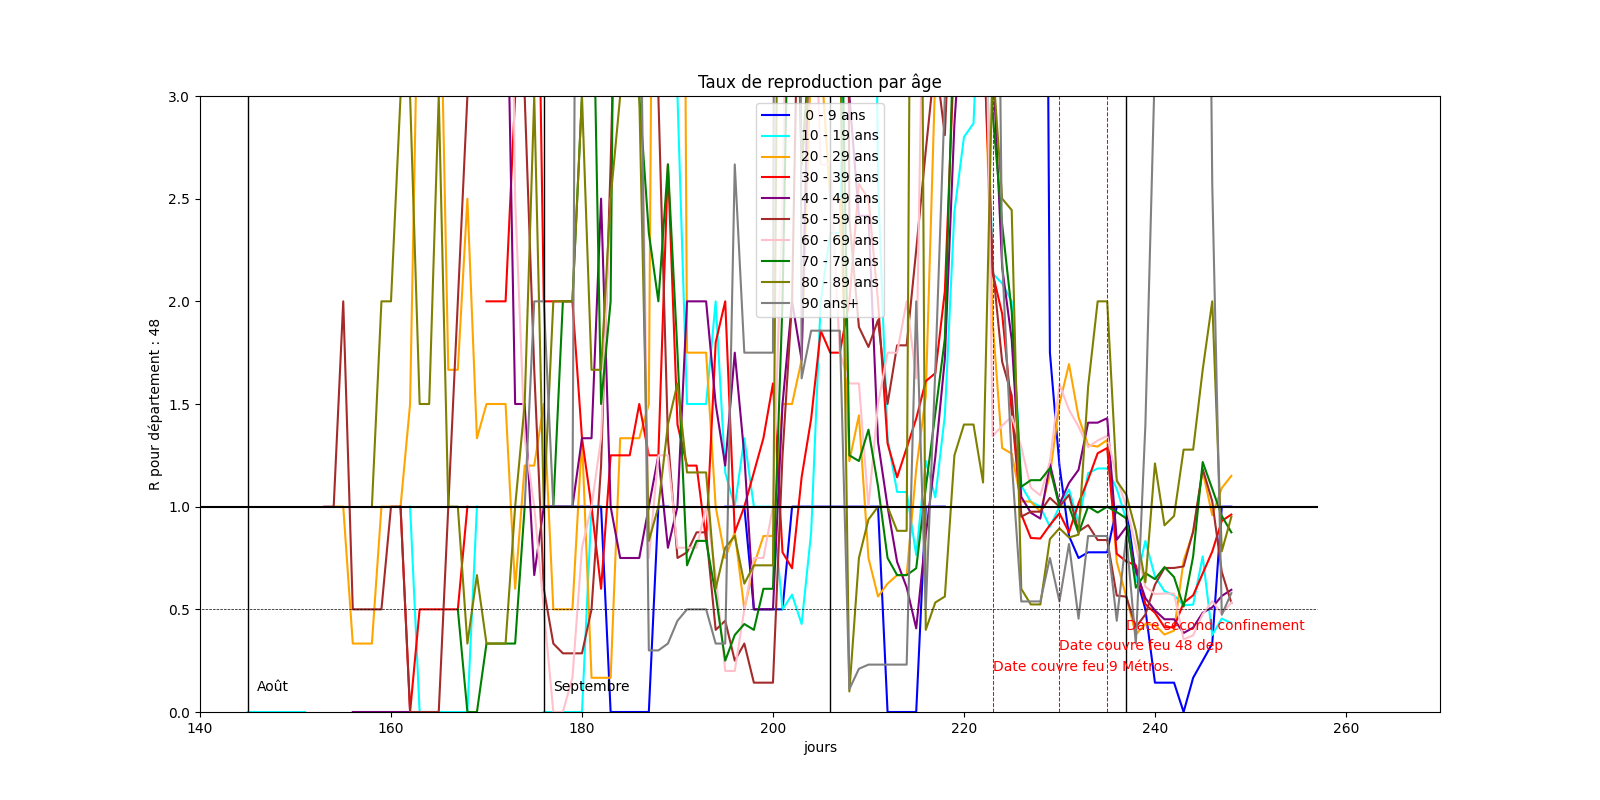 Taux de reproduction par âge
R pour département : 48
3.0
2.5
2.0
1.5
1.0
0.5
0.0
0 - 9 ans
10 - 19 ans
20 - 29 ans
30 - 39 ans
40 - 49 ans
50 - 59 ans
60 - 69 ans
70 - 79 ans
80 - 89 ans
90 ans+
Date second confinement
Date couvre feu 48 dep
Date couvre feu 9 Métros.
Août
Septembre
140 160 180 200 220 240 260
jours